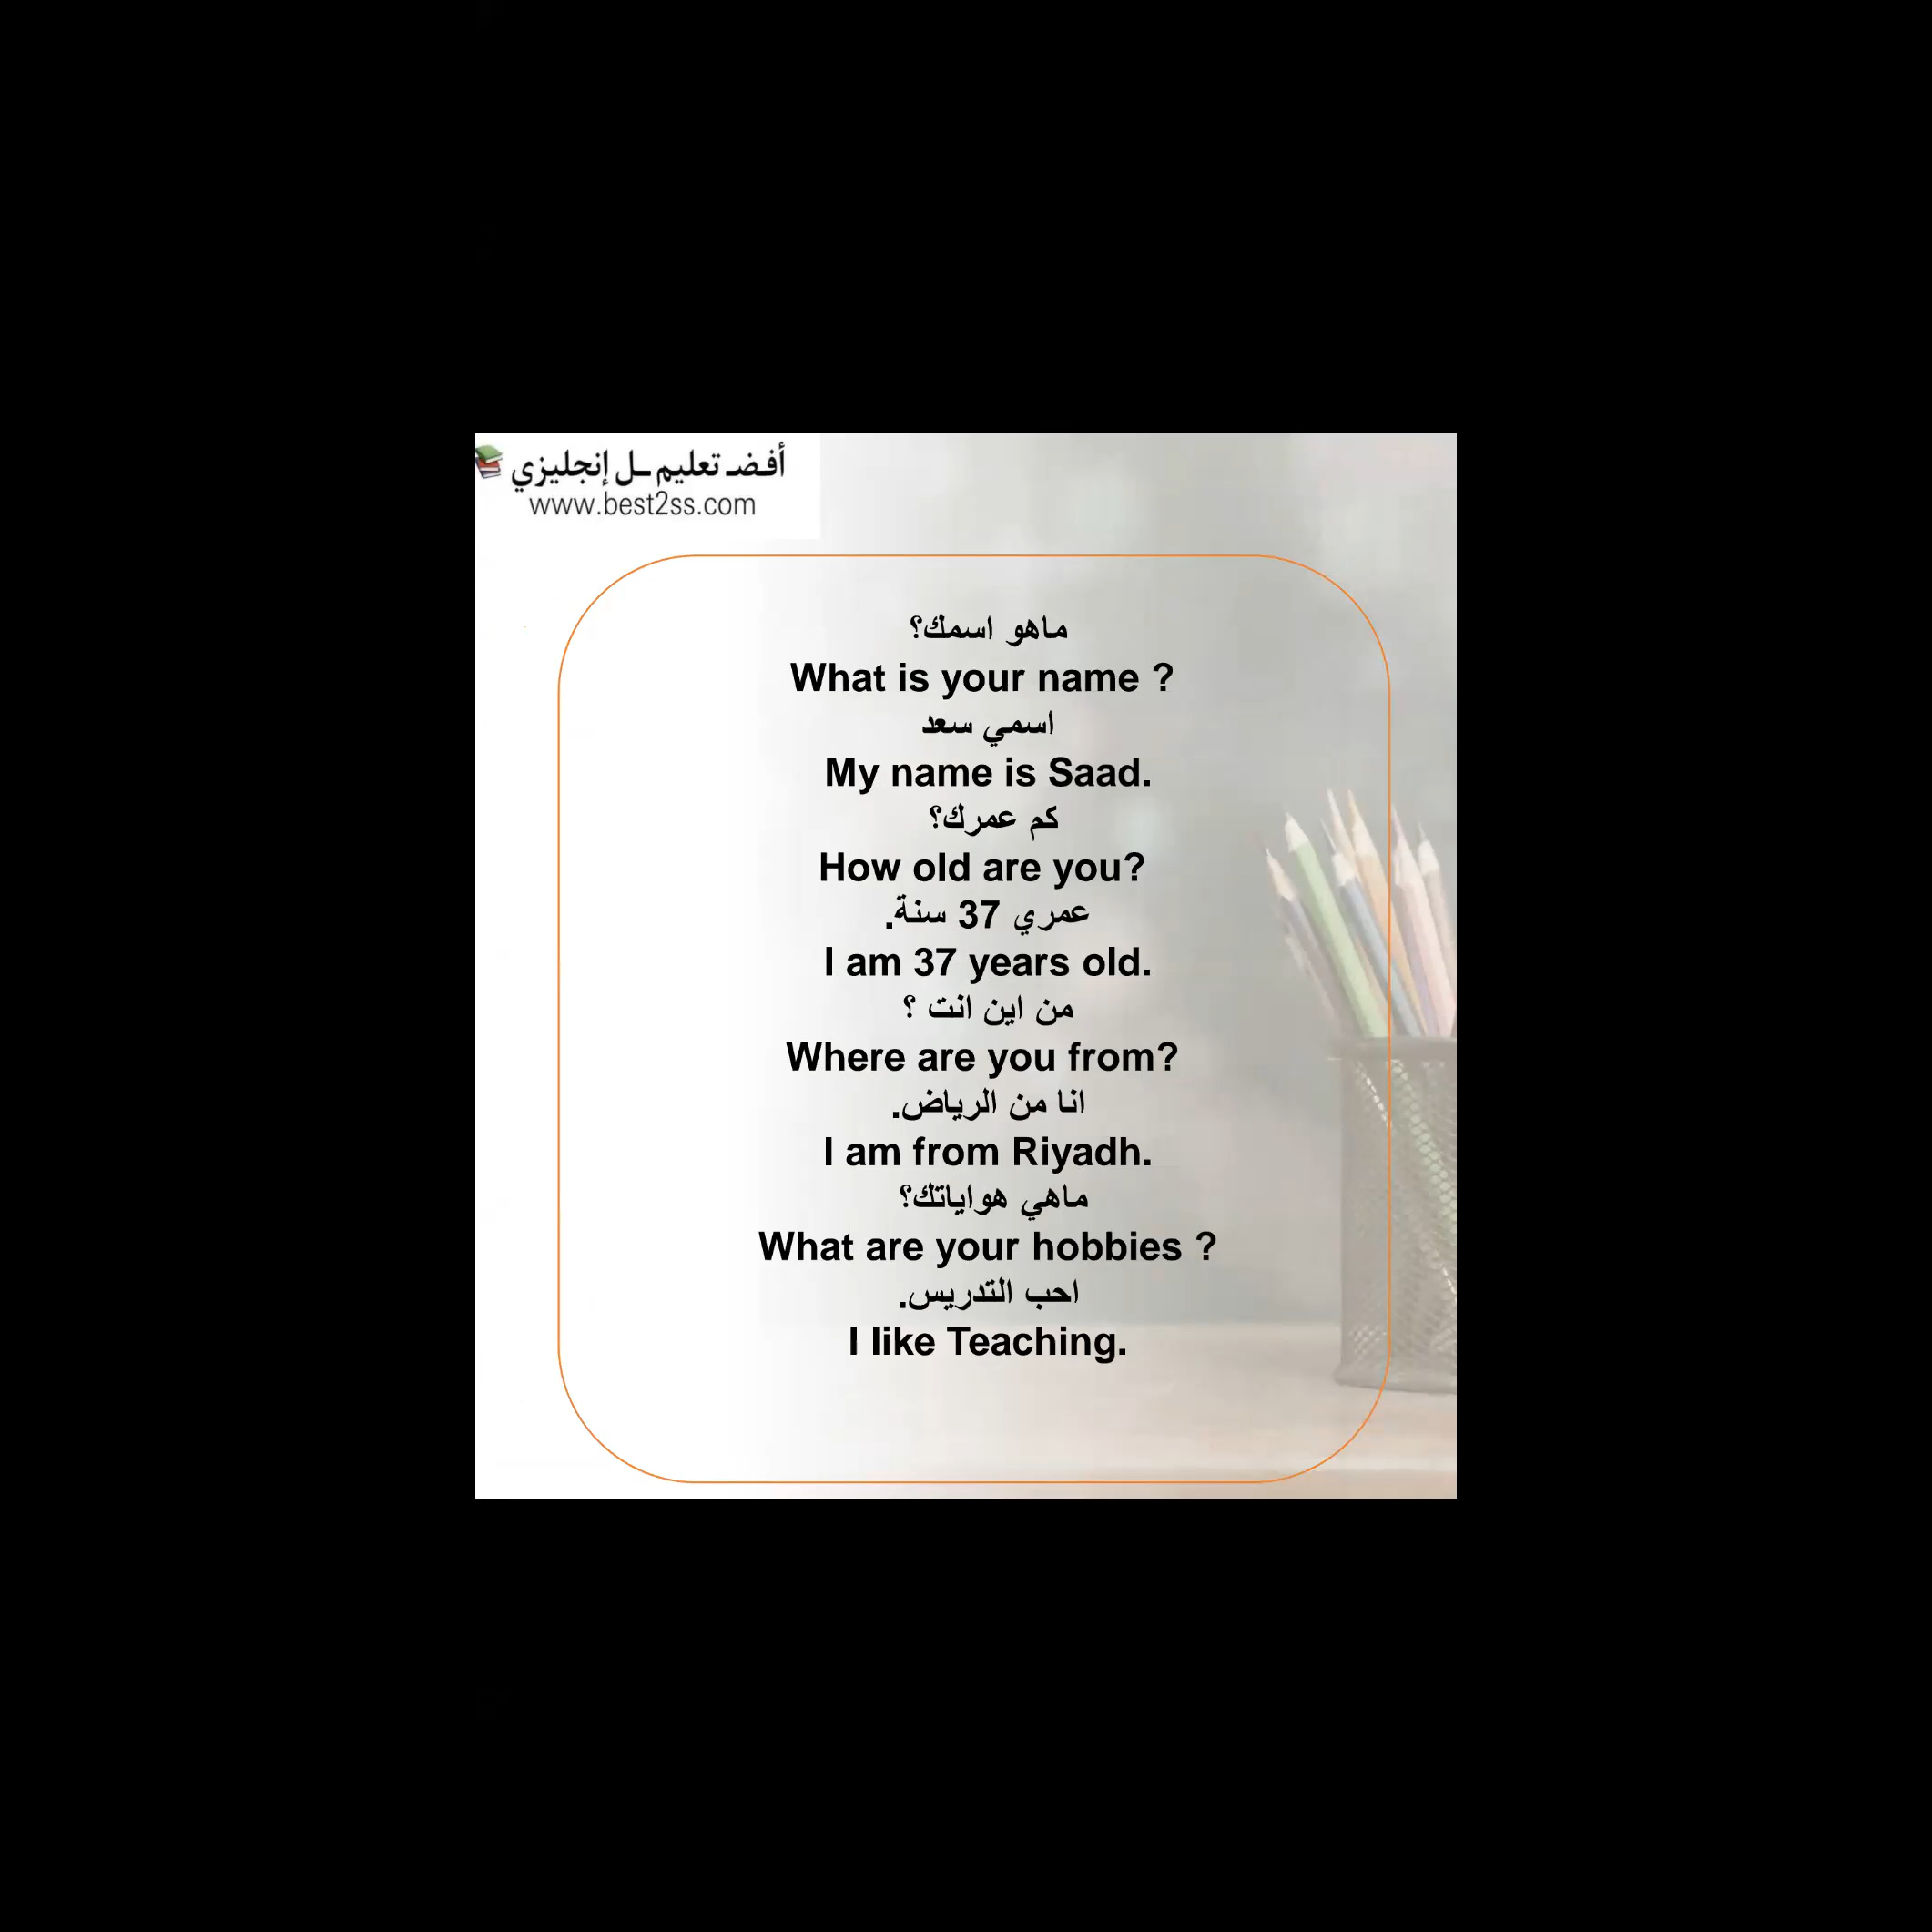 أفضـ تعليم ـل إنجليزي
www.best2ss.com
ماهو اسمك؟
What is your name ?
اسمي سعد
My name is Saad.
كم عمرك؟
How old are you?
عمري 37 سنة.
I am 37 years old.
من اين انت ؟
Where are you from?
انا من الرياض.
I am from Riyadh.
ماهي هواياتك؟
What are your hobbies ?
احب التدريس.
I like Teaching.